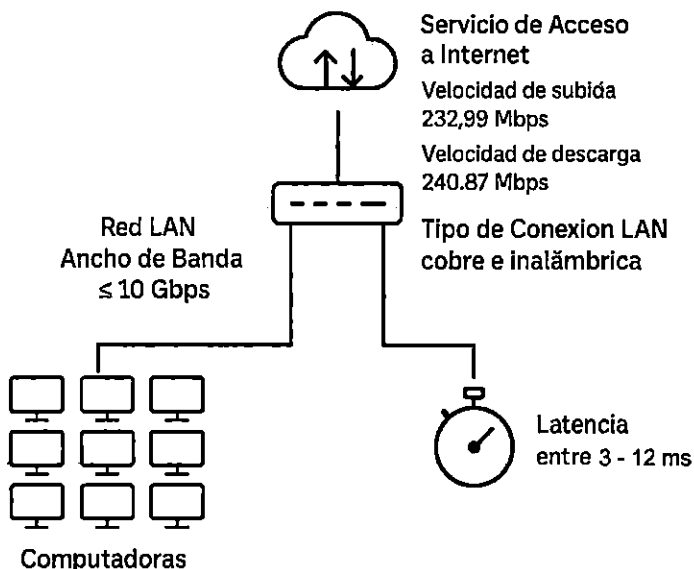 Servicio de Acceso
a Internet
Velocidad de subida
232,99 Mbps
Velocidad de descarga
240.87 Mbps
Tipo de Conexion LAN
cobre e inalămbrica
Red LAN
Ancho de Banda
≤ 10 Gbps
Latencia
entre 3 - 12 ms
Computadoras